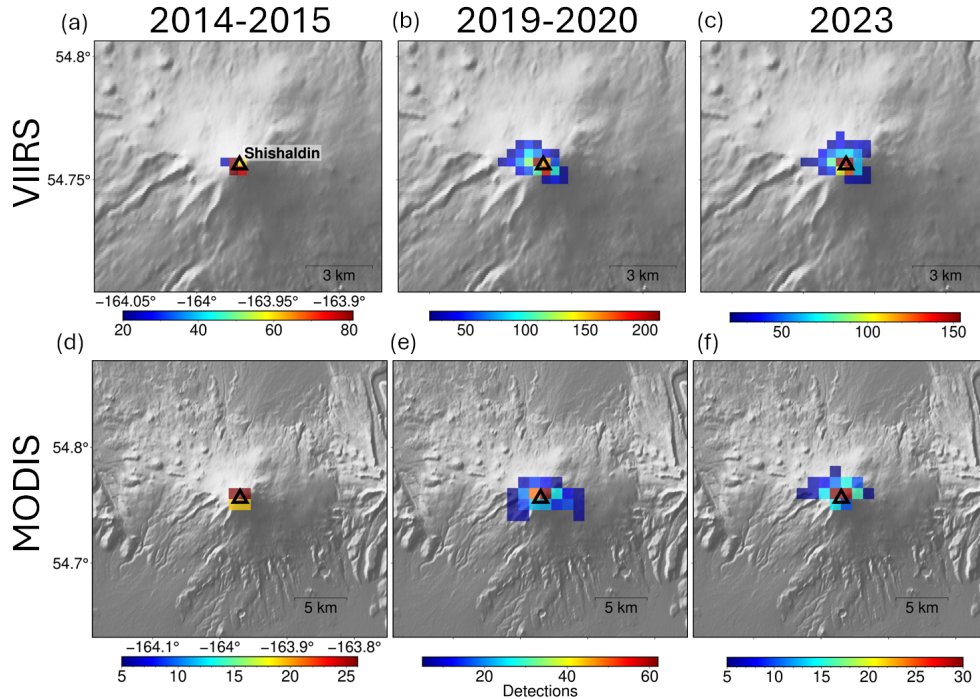 (a) 2014-2015
(b) 2019-2020
(c) 2023
VIIRS
54.8°
54.75°
Shishaldin
3 km
3 km
3 km
−164.05° −164° −163.95° −163.9°
20 40 60 80
50 100 150 200
50 100 150
(d)
(e)
(f)
MODIS
54.8°
54.7°
5 km
5 km
5 km
−164.1° −164° −163.9° −163.8°
5 10 15 20 25
20 40 60
Detections
5 10 15 20 25 30